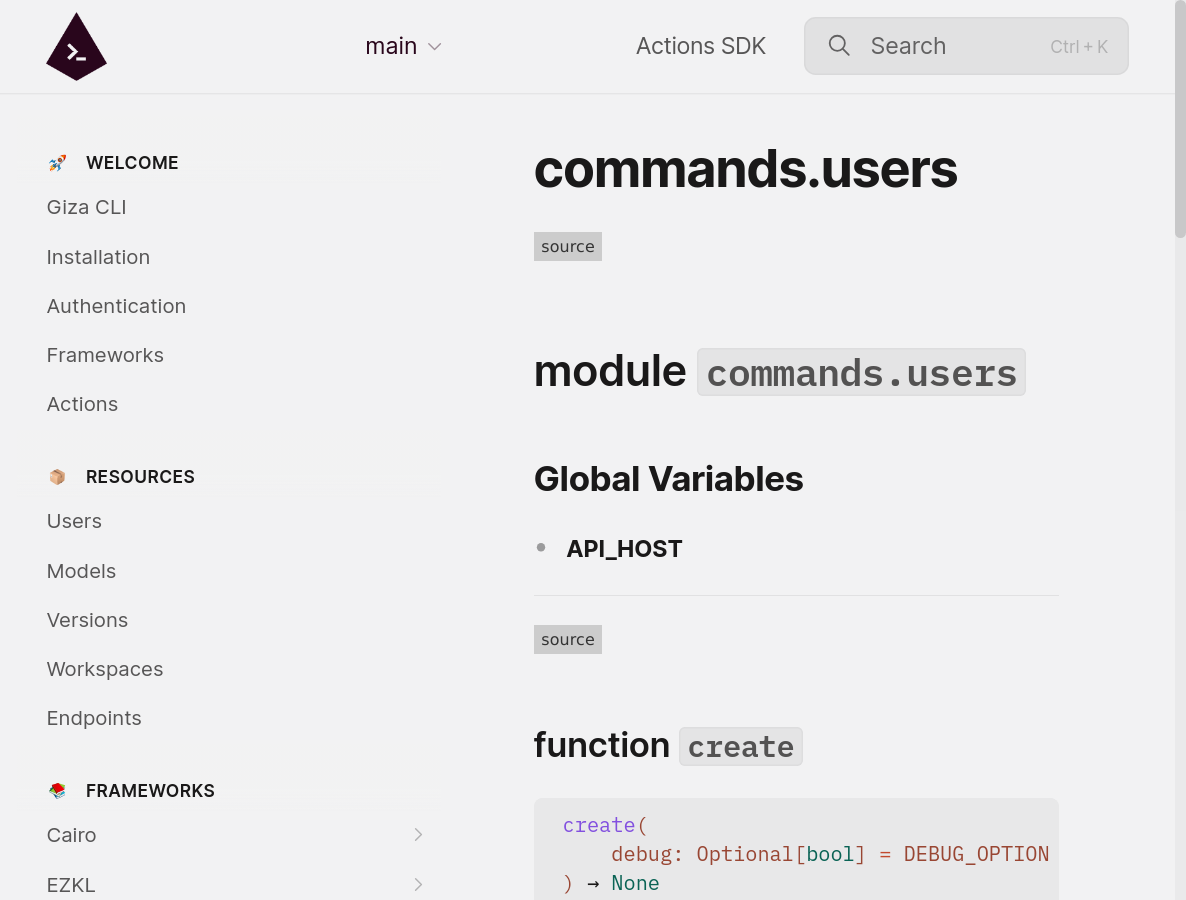 main
Actions SDK
Search
Ctrl + K
WELCOME
Giza CLI
Installation
Authentication
Frameworks
Actions
RESOURCES
Users
Models
Versions
Workspaces
Endpoints
FRAMEWORKS
Cairo
EZKL
commands.users
source
module commands.users
Global Variables
API_HOST
source
function create
create(
debug: Optional[bool] = DEBUG_OPTION
) → None